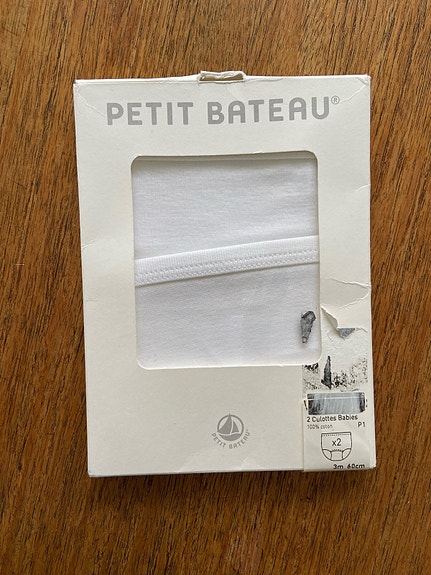 PETIT BATEAU®
2 Culottes Babies
100% coton P1
x2
3m 60cm
PETIT BATEAU